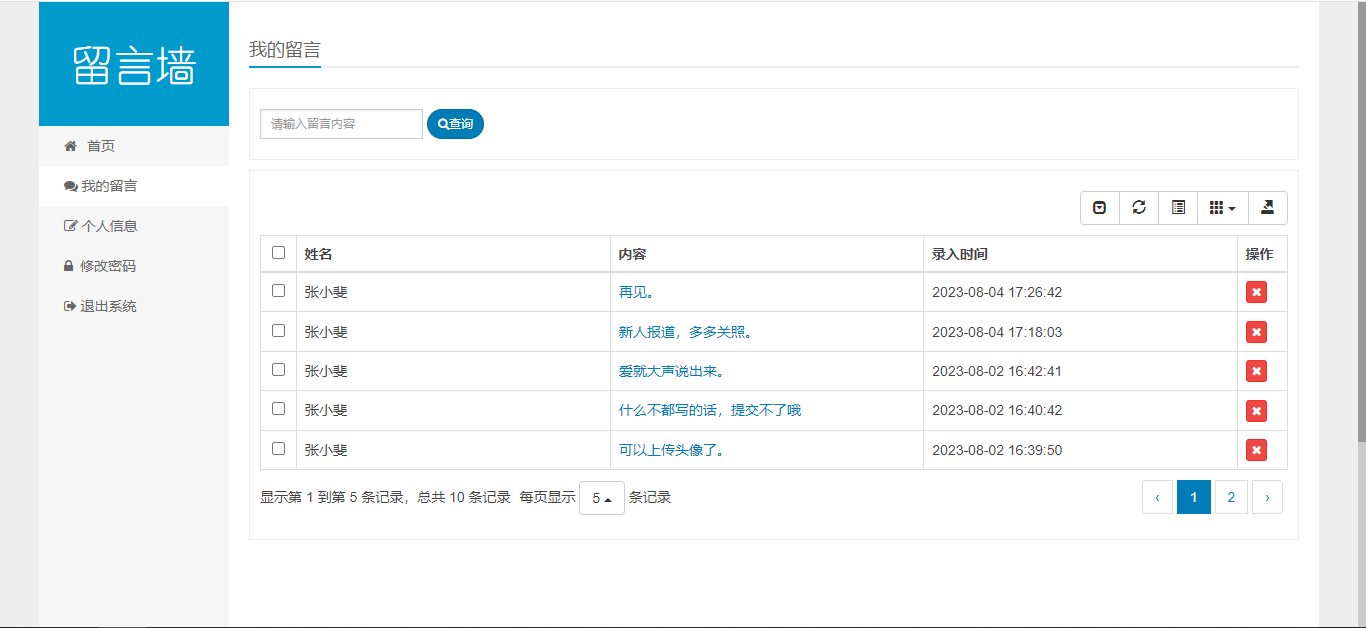 留言墙
首页
我的留言
个人信息
修改密码
退出系统
我的留言
请输入留言内容
查询
姓名 内容 录入时间 操作
张小斐 再见。 2023-08-04 17:26:42
张小斐 新人报道，多多关照。 2023-08-04 17:18:03
张小斐 爱就大声说出来。 2023-08-02 16:42:41
张小斐 什么不都写的话，提交不了哦 2023-08-02 16:40:42
张小斐 可以上传头像了。 2023-08-02 16:39:50
显示第 1 到第 5 条记录，总共 10 条记录 每页显示 5 条记录
‹ 1 2 ›